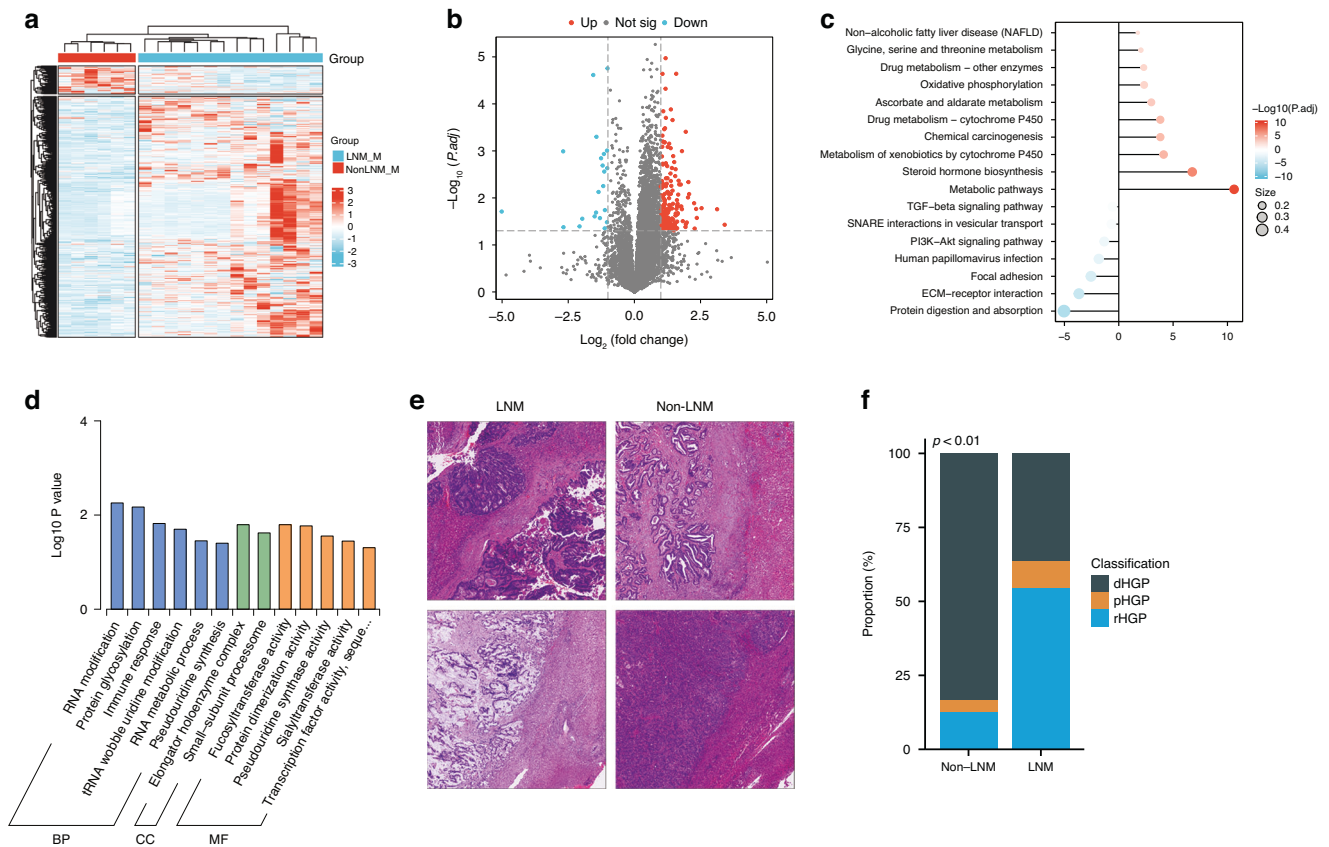 a
Group
Group
LNM_M
NonLNM_M
3
2
1
0
−1
−2
−3
b
Up Not sig Down
−Log10 (P.adj)
5
4
3
2
1
0
−5.0 −2.5 0.0 2.5 5.0
Log2 (fold change)
c
Non−alcoholic fatty liver disease (NAFLD)
Glycine, serine and threonine metabolism
Drug metabolism − other enzymes
Oxidative phosphorylation
Ascorbate and aldarate metabolism
Drug metabolism − cytochrome P450
Chemical carcinogenesis
Metabolism of xenobiotics by cytochrome P450
Steroid hormone biosynthesis
Metabolic pathways
TGF−beta signaling pathway
SNARE interactions in vesicular transport
PI3K−Akt signaling pathway
Human papillomavirus infection
Focal adhesion
ECM−receptor interaction
Protein digestion and absorption
−5 0 5 10
−Log10(P.adj)
10
5
0
−5
−10
Size
0.2
0.3
0.4
d
Log10 P value
4
2
0
RNA modification
Protein glycosylation
Immune response
tRNA wobble uridine modification
RNA metabolic process
Pseudouridine synthesis
Elongator holoenzyme complex
Small−subunit processome
Fucosyltransferase activity
Protein dimerization activity
Pseudouridine synthase activity
Sialyltransferase activity
Transcription factor activity, seque...
BP CC MF
e
LNM Non-LNM
f
p < 0.01
Proportion (%)
100
75
50
25
0
Non−LNM LNM
Classification
dHGP
pHGP
rHGP